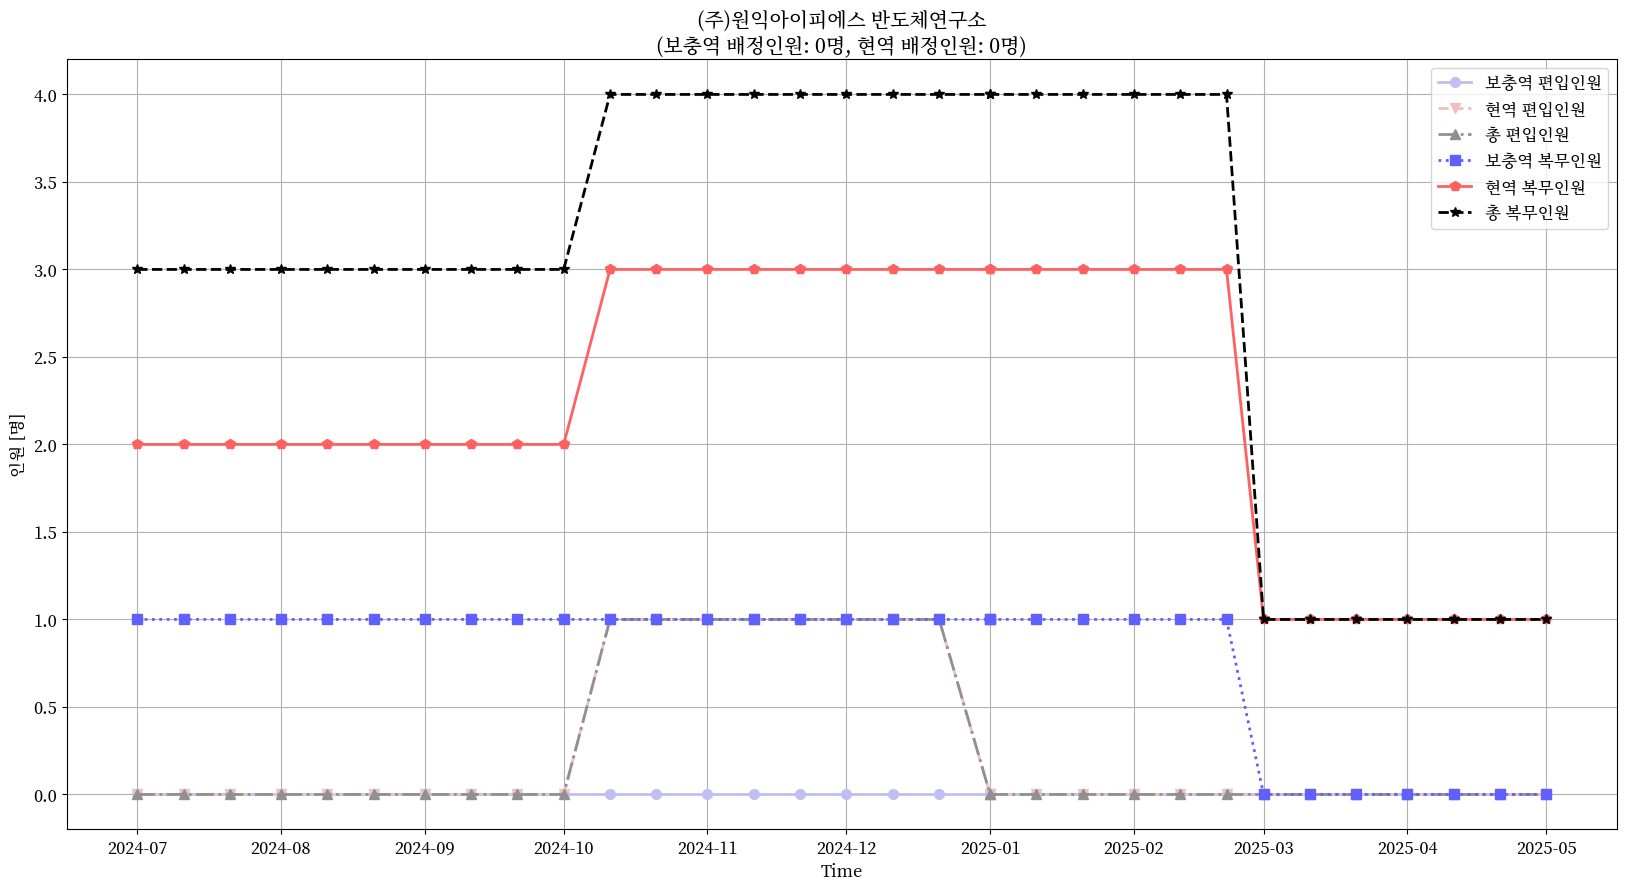 (주)원익아이피에스 반도체연구소
(보충역 배정인원: 0명, 현역 배정인원: 0명)
보충역 편입인원
현역 편입인원
총 편입인원
보충역 복무인원
현역 복무인원
총 복무인원
인원 [명]
4.0
3.5
3.0
2.5
2.0
1.5
1.0
0.5
0.0
2024-07 2024-08 2024-09 2024-10 2024-11 2024-12 2025-01 2025-02 2025-03 2025-04 2025-05
Time